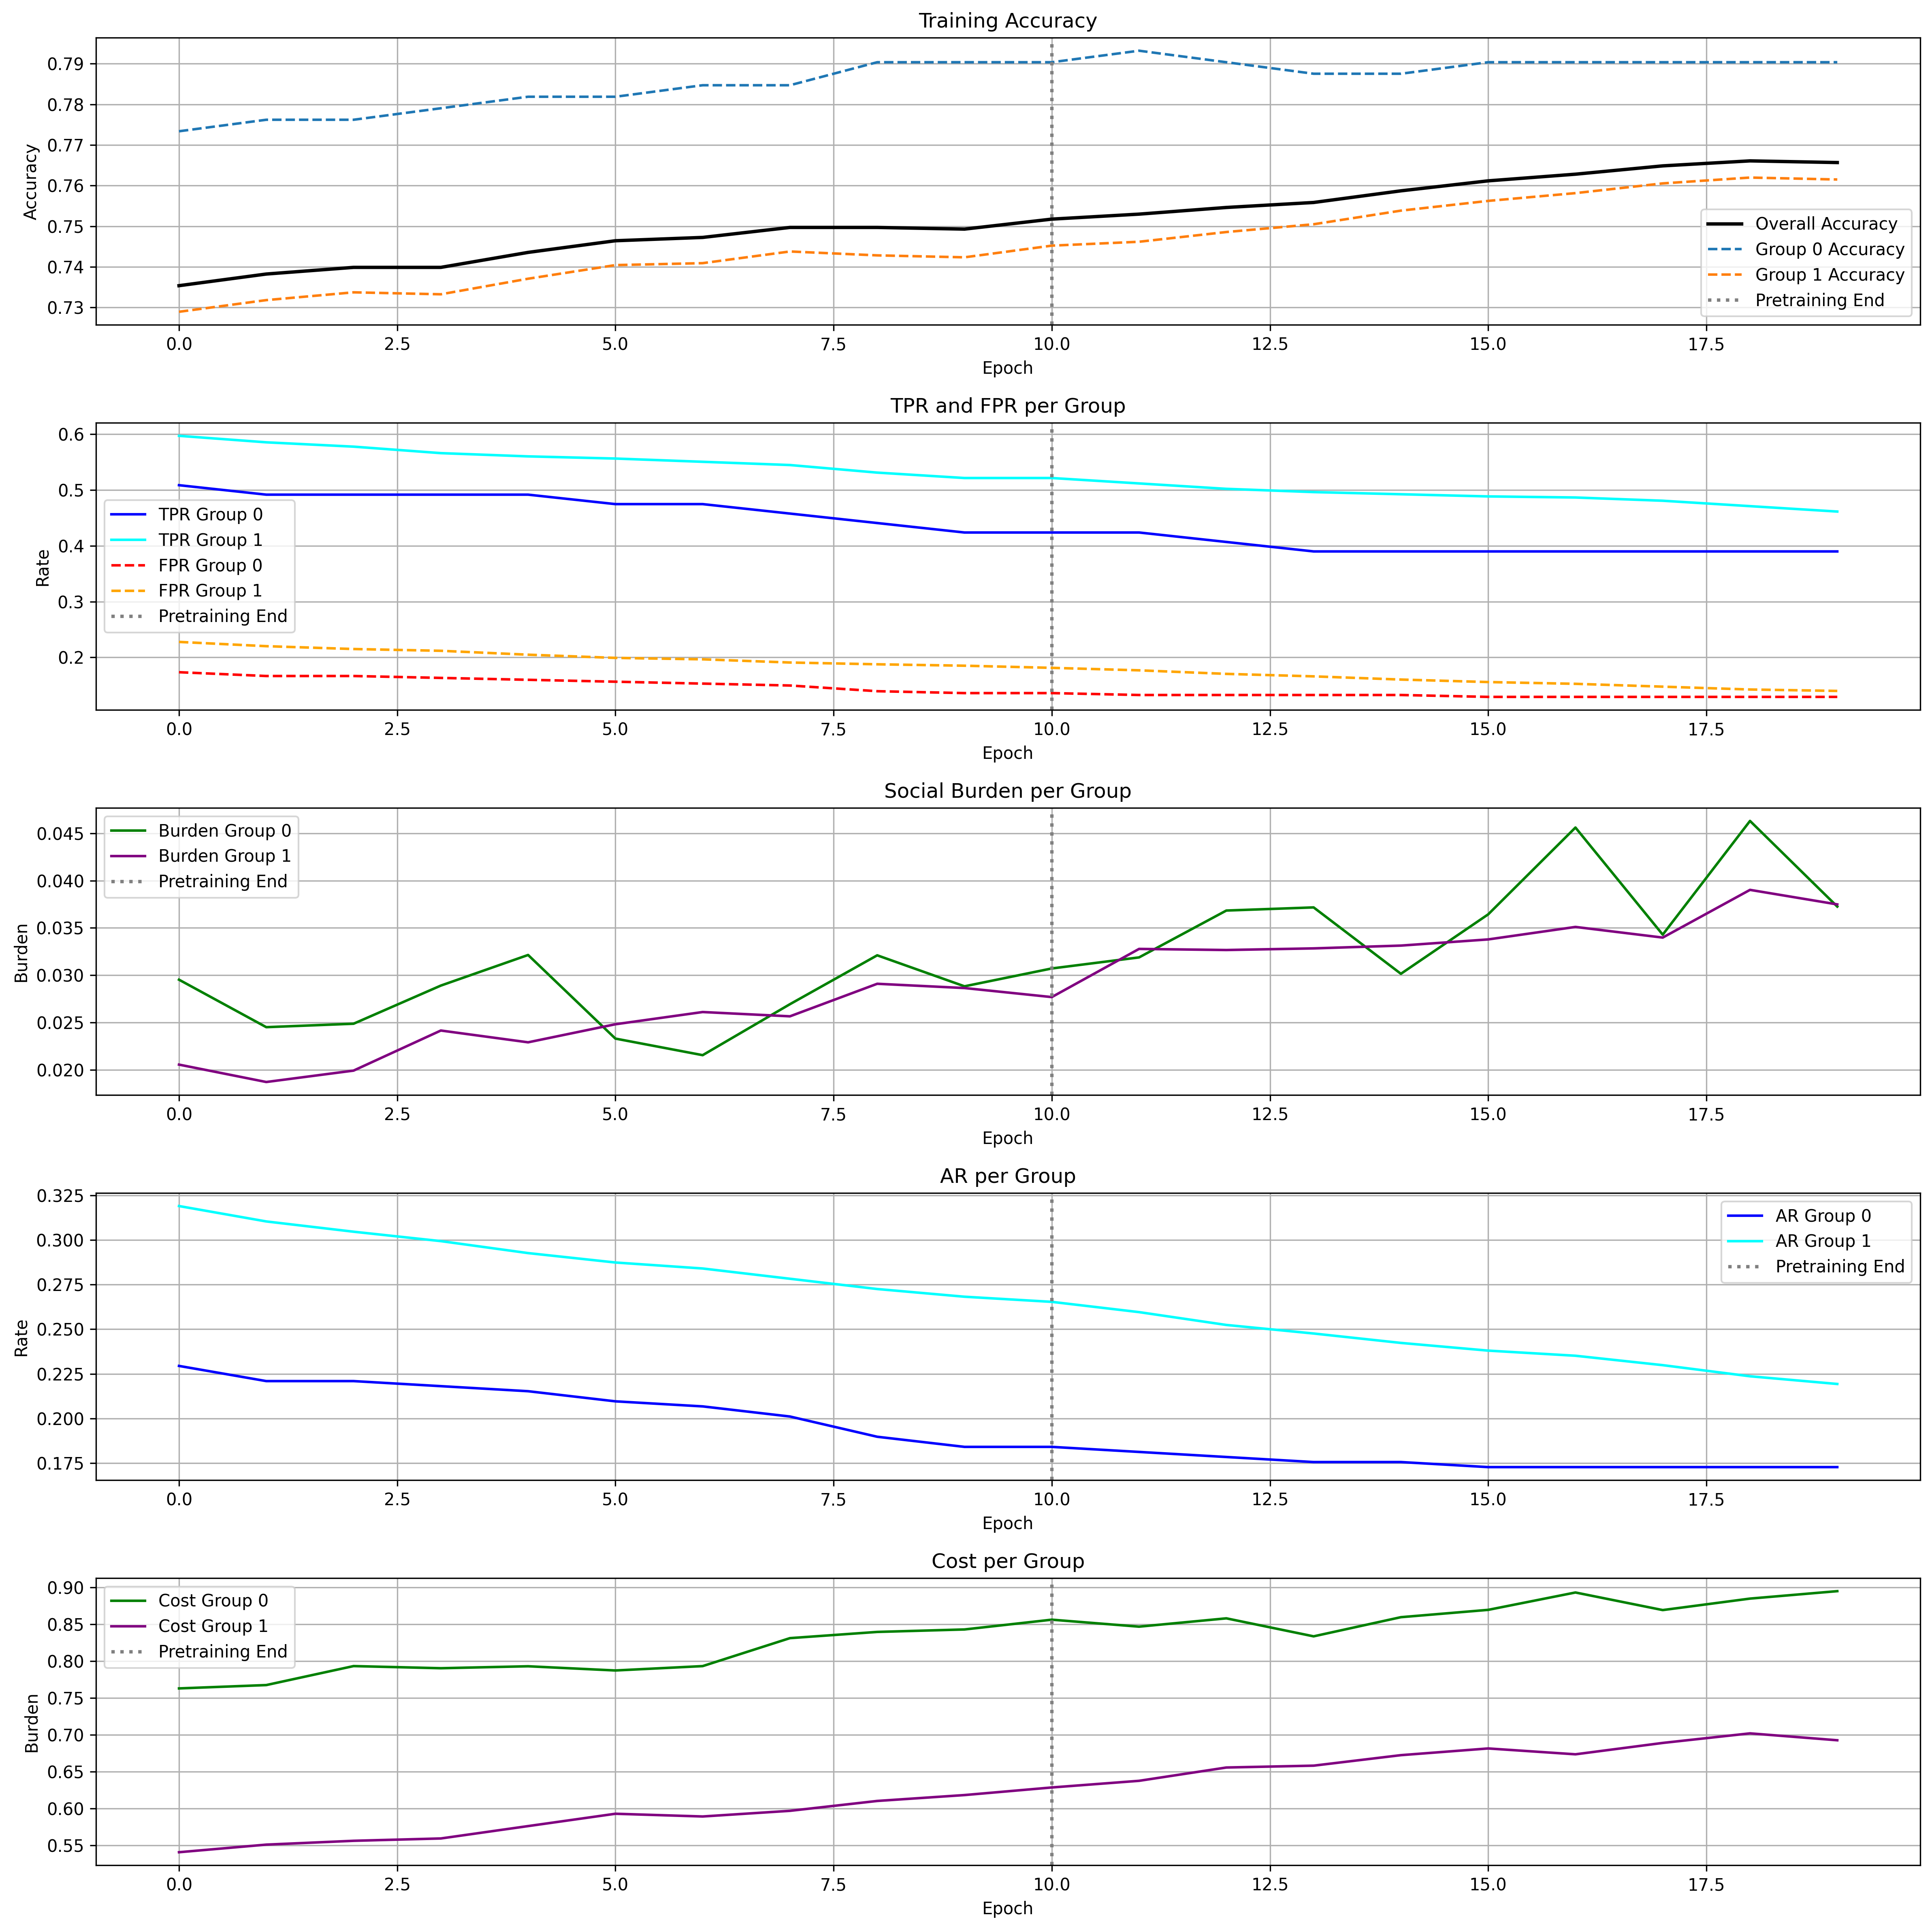 Training Accuracy
0.79
0.78
0.77
0.76
0.75
0.74
0.73
Accuracy
Overall Accuracy
Group 0 Accuracy
Group 1 Accuracy
Pretraining End
0.0 2.5 5.0 7.5 10.0 12.5 15.0 17.5
Epoch
TPR and FPR per Group
0.6
0.5
0.4
0.3
0.2
Rate
TPR Group 0
TPR Group 1
FPR Group 0
FPR Group 1
Pretraining End
0.0 2.5 5.0 7.5 10.0 12.5 15.0 17.5
Epoch
Social Burden per Group
0.045
0.040
0.035
0.030
0.025
0.020
Burden
Burden Group 0
Burden Group 1
Pretraining End
0.0 2.5 5.0 7.5 10.0 12.5 15.0 17.5
Epoch
AR per Group
0.325
0.300
0.275
0.250
0.225
0.200
0.175
Rate
AR Group 0
AR Group 1
Pretraining End
0.0 2.5 5.0 7.5 10.0 12.5 15.0 17.5
Epoch
Cost per Group
0.90
0.85
0.80
0.75
0.70
0.65
0.60
0.55
Burden
Cost Group 0
Cost Group 1
Pretraining End
0.0 2.5 5.0 7.5 10.0 12.5 15.0 17.5
Epoch